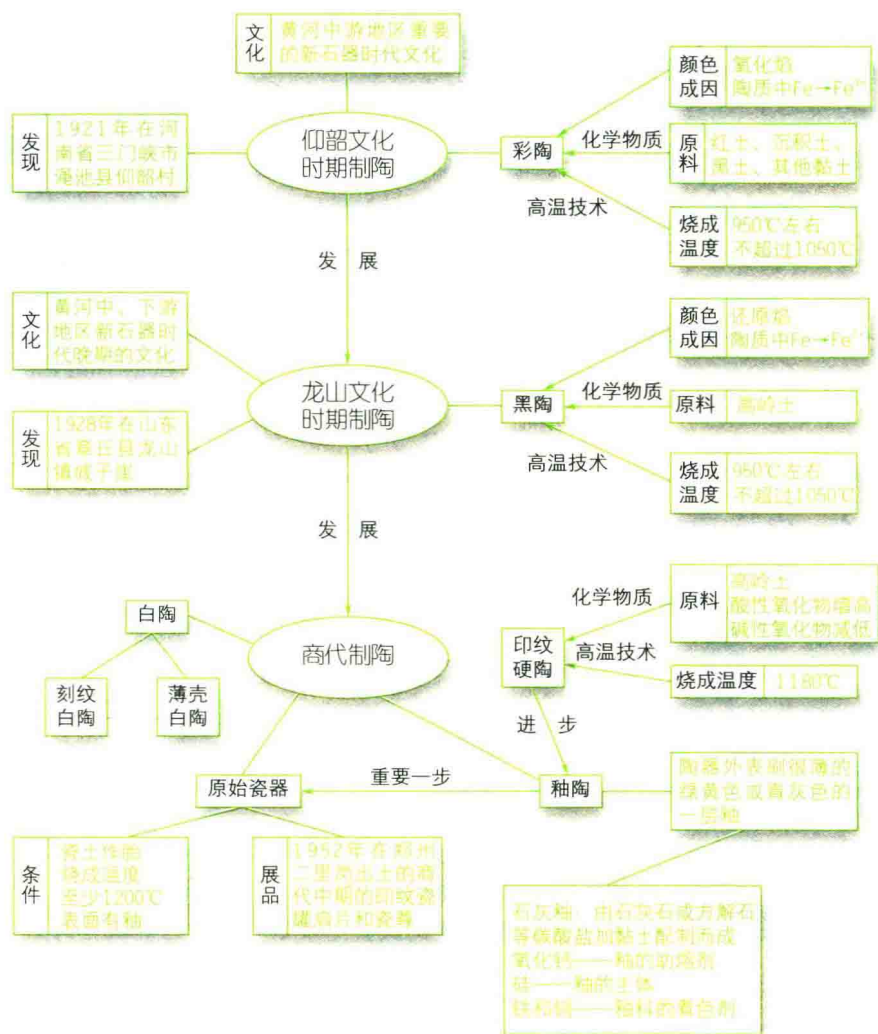 文化
黄河中游地区重要
的新石器时代文化
发现
1921年在河
南省三门峡市
渑池县仰韶村
仰韶文化
时期制陶
彩陶
颜色
成因
氧化焰
陶质中Fe→Fe³⁺
化学物质
原料
红土、沉积土、
黑土、其他黏土
高温技术
烧成
温度
950℃左右
不超过1050℃
发 展
文化
黄河中、下游
地区新石器时
代晚期的文化
发现
1928年在山东
省章丘县龙山
镇城子崖
龙山文化
时期制陶
黑陶
颜色
成因
还原焰
陶质中Fe→Fe²⁺
化学物质
原料
高岭土
高温技术
烧成
温度
950℃左右
不超过1050℃
发 展
白陶
刻纹
白陶
薄壳
白陶
商代制陶
印纹
硬陶
化学物质
原料
高岭土
酸性氧化物增高
碱性氧化物减低
高温技术
烧成温度
1180℃
进 步
原始瓷器
重要一步
釉陶
陶器外表刷很薄的
绿黄色或青灰色的
一层釉
条件
瓷土作胎
烧成温度
至少1200℃
表面有釉
展品
1952年在郑州
二里岗出土的商
代中期的印纹瓷
罐肩片和瓷尊
石灰釉：由石灰石或方解石
等碳酸盐加黏土配制而成
氧化钙——釉的助熔剂
硅——釉的主体
铁和铜——釉料的着色剂